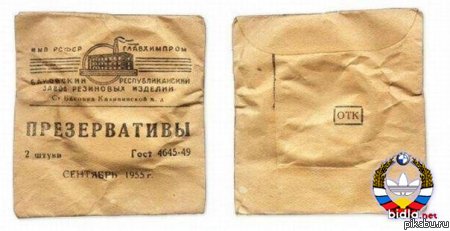 МХП РСФСР ГЛАВХИМПРОМ
БАКОВСКИЙ РЕСПУБЛИКАНСКИЙ
ЗАВОД РЕЗИНОВЫХ ИЗДЕЛИЙ
Ст Баковка Калининской ж. д
ПРЕЗЕРВАТИВЫ
2 штуки Гост 4645-49
СЕНТЯБРЬ 1955 г.
ОТК
bidla.net
pikabu.ru